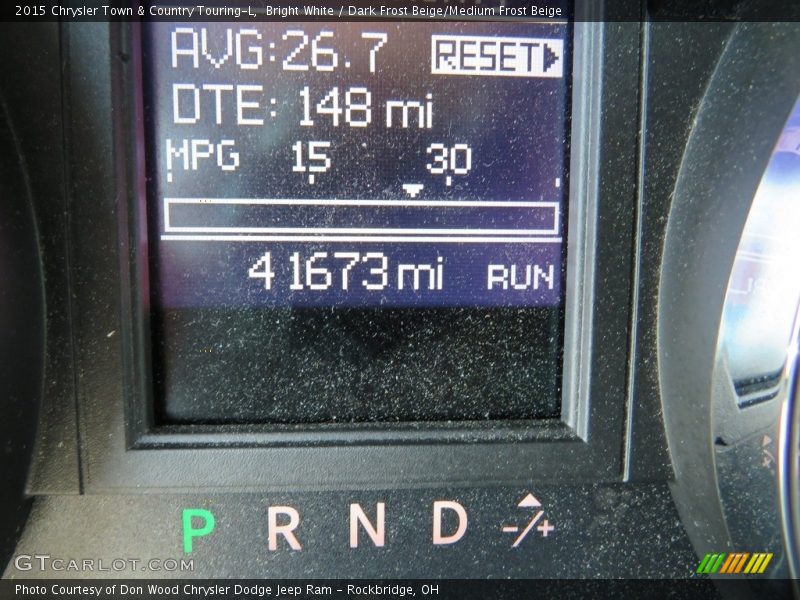 2015 Chrysler Town & Country Touring-L, Bright White / Dark Frost Beige/Medium Frost Beige
AVG:26.7 RESET
DTE: 148 mi
MPG 15 30
41673 mi RUN
P R N D -/+
GTCARLOT.COM
Photo Courtesy of Don Wood Chrysler Dodge Jeep Ram - Rockbridge, OH